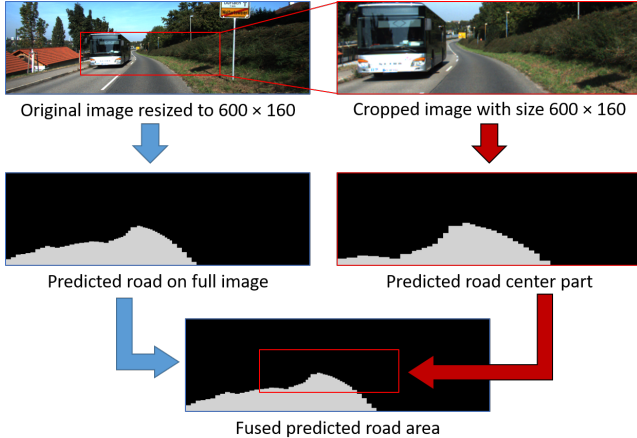 Original image resized to 600 × 160
Cropped image with size 600 × 160
Predicted road on full image
Predicted road center part
Fused predicted road area